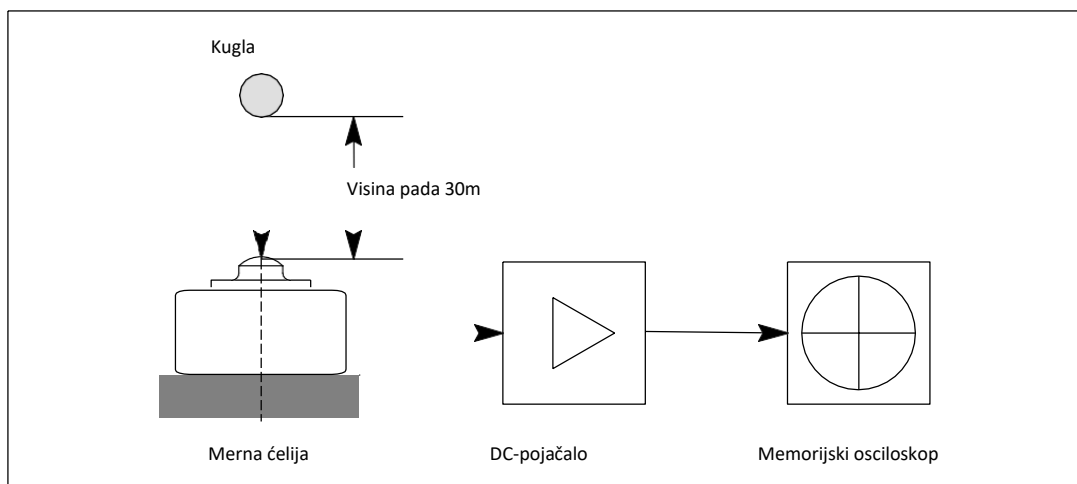 Kugla
Visina pada 30m
Merna ćelija
DC-pojačalo
Memorijski osciloskop